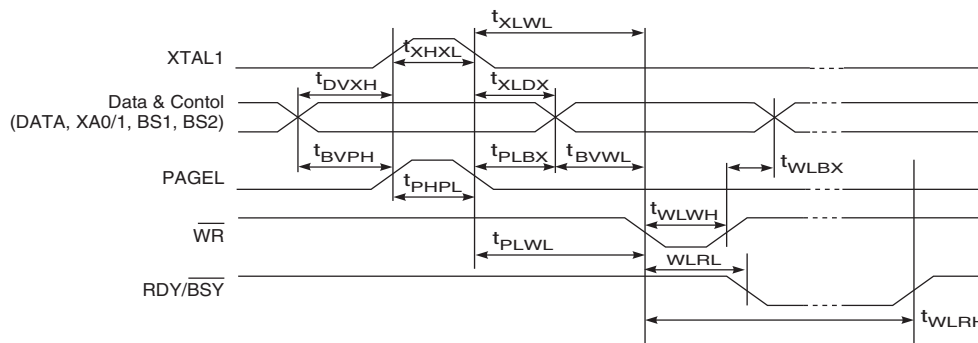 tXLWL
XTAL1
tXHXL
tDVXH
tXLDX
Data & Contol
(DATA, XA0/1, BS1, BS2)
tBVPH
tPLBX
tBVWL
tWLBX
PAGEL
tPHPL
WR
tWLWH
tPLWL
WLRL
RDY/BSY
tWLRH